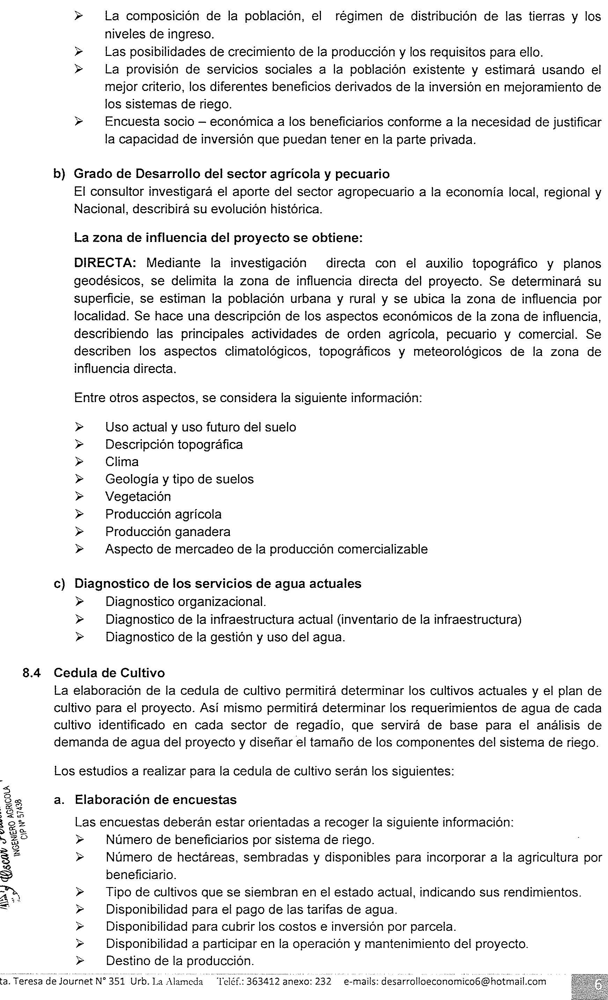 ➢ La composición de la población, el régimen de distribución de las tierras y los
niveles de ingreso.
➢ Las posibilidades de crecimiento de la producción y los requisitos para ello.
➢ La provisión de servicios sociales a la población existente y estimará usando el
mejor criterio, los diferentes beneficios derivados de la inversión en mejoramiento de
los sistemas de riego.
➢ Encuesta socio – económica a los beneficiarios conforme a la necesidad de justificar
la capacidad de inversión que puedan tener en la parte privada.
b) Grado de Desarrollo del sector agrícola y pecuario
El consultor investigará el aporte del sector agropecuario a la economía local, regional y
Nacional, describirá su evolución histórica.
La zona de influencia del proyecto se obtiene:
DIRECTA: Mediante la investigación directa con el auxilio topográfico y planos
geodésicos, se delimita la zona de influencia directa del proyecto. Se determinará su
superficie, se estiman la población urbana y rural y se ubica la zona de influencia por
localidad. Se hace una descripción de los aspectos económicos de la zona de influencia,
describiendo las principales actividades de orden agrícola, pecuario y comercial. Se
describen los aspectos climatológicos, topográficos y meteorológicos de la zona de
influencia directa.
Entre otros aspectos, se considera la siguiente información:
➢ Uso actual y uso futuro del suelo
➢ Descripción topográfica
➢ Clima
➢ Geología y tipo de suelos
➢ Vegetación
➢ Producción agrícola
➢ Producción ganadera
➢ Aspecto de mercadeo de la producción comercializable
c) Diagnostico de los servicios de agua actuales
➢ Diagnostico organizacional.
➢ Diagnostico de la infraestructura actual (inventario de la infraestructura)
➢ Diagnostico de la gestión y uso del agua.
8.4 Cedula de Cultivo
La elaboración de la cedula de cultivo permitirá determinar los cultivos actuales y el plan de
cultivo para el proyecto. Así mismo permitirá determinar los requerimientos de agua de cada
cultivo identificado en cada sector de regadío, que servirá de base para el análisis de
demanda de agua del proyecto y diseñar el tamaño de los componentes del sistema de riego.
Los estudios a realizar para la cedula de cultivo serán los siguientes:
a. Elaboración de encuestas
Las encuestas deberán estar orientadas a recoger la siguiente información:
➢ Número de beneficiarios por sistema de riego.
➢ Número de hectáreas, sembradas y disponibles para incorporar a la agricultura por
beneficiario.
➢ Tipo de cultivos que se siembran en el estado actual, indicando sus rendimientos.
➢ Disponibilidad para el pago de las tarifas de agua.
➢ Disponibilidad para cubrir los costos e inversión por parcela.
➢ Disponibilidad a participar en la operación y mantenimiento del proyecto.
➢ Destino de la producción.
Oscar
INGENIERO AGRICOLA
CIP Nº 57438
ta. Teresa de Journet N° 351 Urb. La Alameda Teléf.: 363412 anexo: 232 e-mails: desarrolloeconomico6@hotmail.com
6